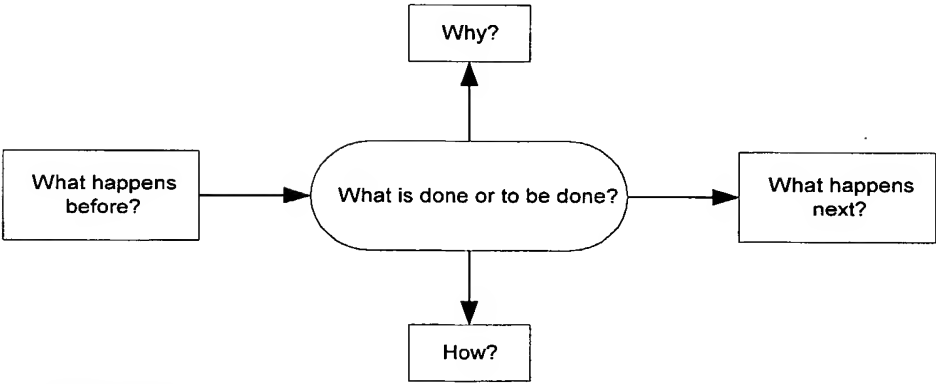 Why?
What happens
before?
What is done or to be done?
What happens
next?
How?